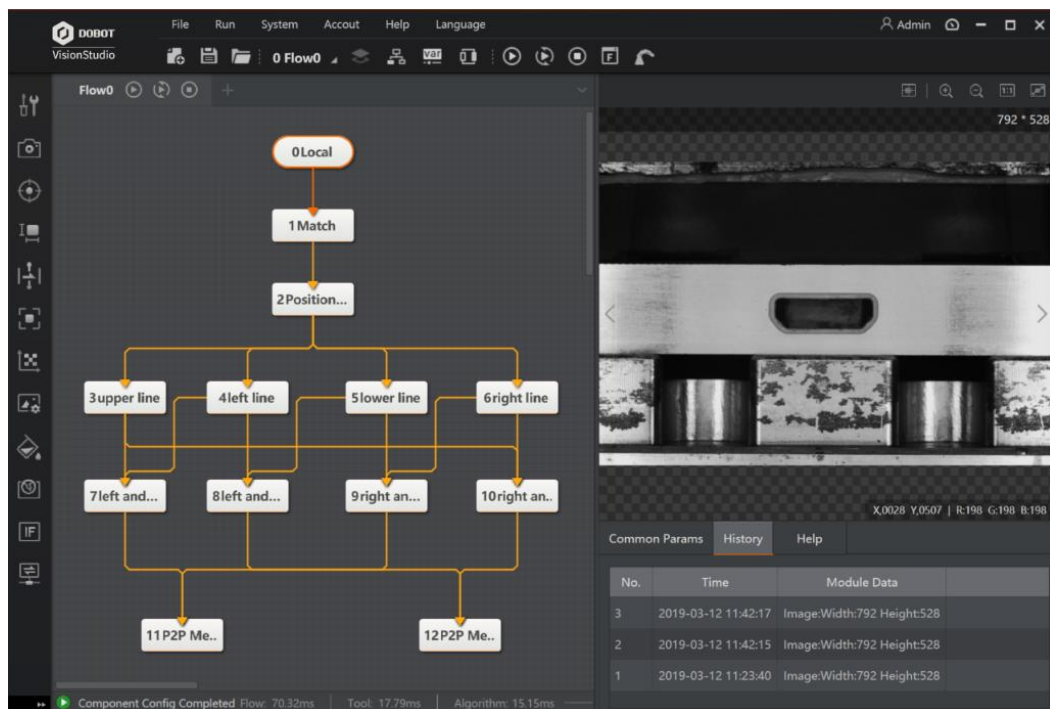 DOBOT
VisionStudio
File Run System Accout Help Language
Admin
0 Flow0
var
F
1:1
Flow0
792 * 528
0Local
1Match
2Position...
3upper line 4left line 5lower line 6right line
7left and... 8left and... 9right an... 10right an..
11P2P Me.. 12P2P Me..
IF
X,0028 Y,0507 | R:198 G:198 B:198
Common Params History Help
No. Time Module Data
3 2019-03-12 11:42:17 Image:Width:792 Height:528
2 2019-03-12 11:42:15 Image:Width:792 Height:528
1 2019-03-12 11:23:40 Image:Width:792 Height:528
Component Config Completed Flow: 70.32ms Tool: 17.79ms Algorithm: 15.15ms